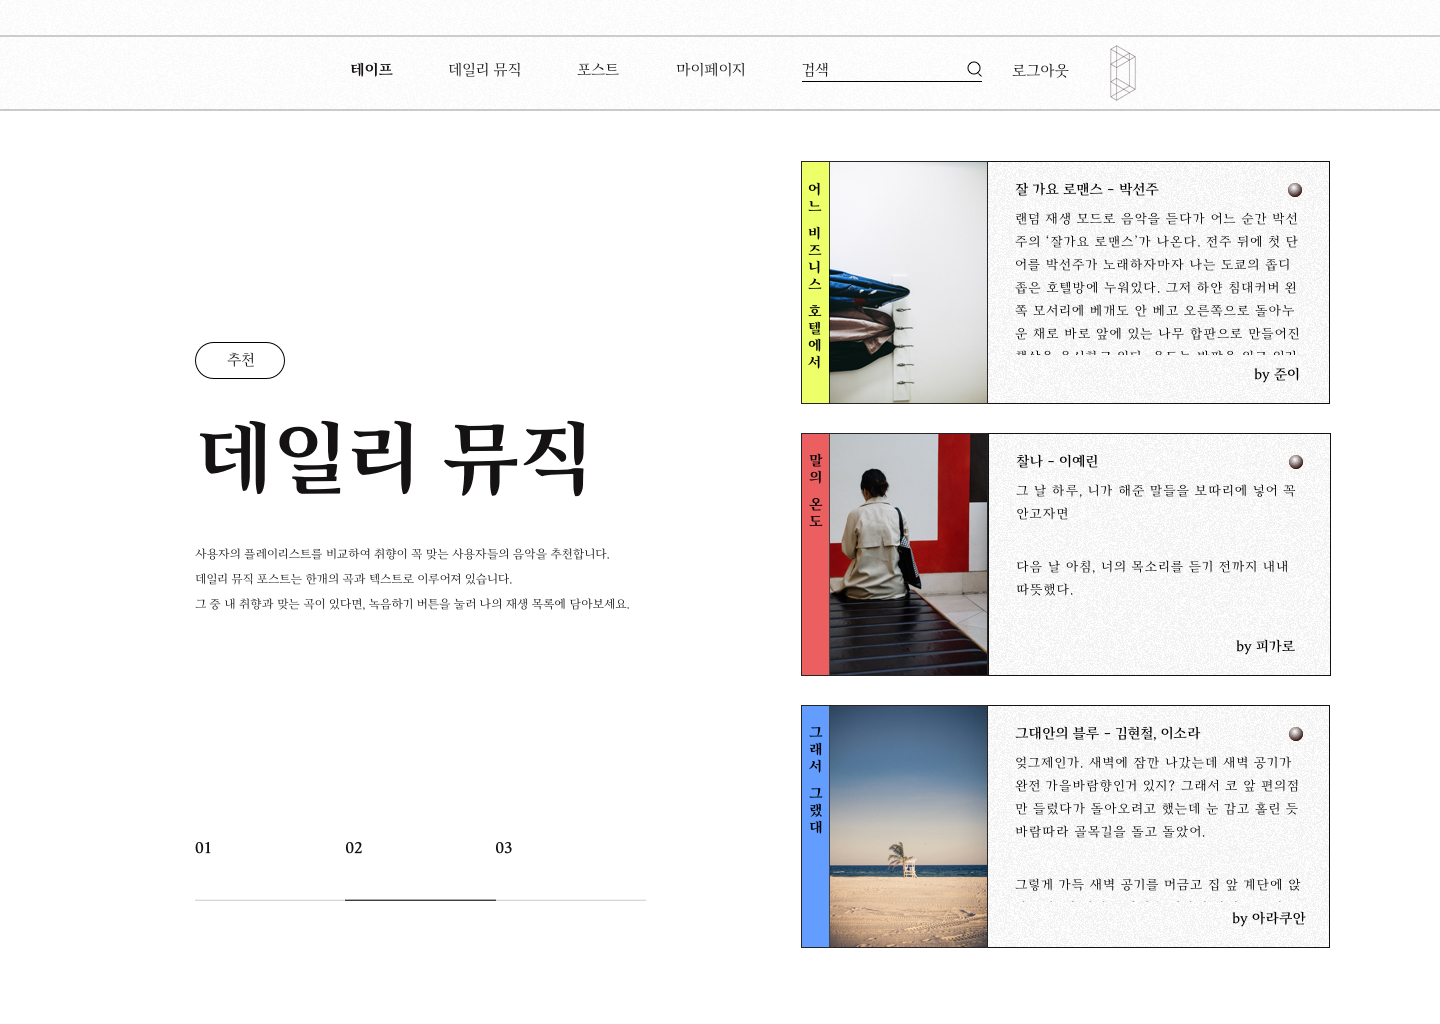 테이프
데일리 뮤직
포스트
마이페이지
검색
로그아웃
추천
데일리 뮤직
사용자의 플레이리스트를 비교하여 취향이 꼭 맞는 사용자들의 음악을 추천합니다.
데일리 뮤직 포스트는 한개의 곡과 텍스트로 이루어져 있습니다.
그 중 내 취향과 맞는 곡이 있다면, 녹음하기 버튼을 눌러 나의 재생 목록에 담아보세요.
01
02
03
어느 비즈니스 호텔에서
잘 가요 로맨스 - 박선주
랜덤 재생 모드로 음악을 듣다가 어느 순간 박선
주의 ‘잘가요 로맨스’가 나온다. 전주 뒤에 첫 단
어를 박선주가 노래하자마자 나는 도쿄의 좁디
좁은 호텔방에 누워있다. 그저 하얀 침대커버 왼
쪽 모서리에 베개도 안 베고 오른쪽으로 돌아누
운 채로 바로 앞에 있는 나무 합판으로 만들어진
by 준이
말의 온도
찰나 - 이예린
그 날 하루, 니가 해준 말들을 보따리에 넣어 꼭
안고자면
다음 날 아침, 너의 목소리를 듣기 전까지 내내
따뜻했다.
by 피가로
그래서 그랬대
그대안의 블루 - 김현철, 이소라
엊그제인가. 새벽에 잠깐 나갔는데 새벽 공기가
완전 가을바람향인거 있지? 그래서 코 앞 편의점
만 들렀다가 돌아오려고 했는데 눈 감고 홀린 듯
바람따라 골목길을 돌고 돌았어.
그렇게 가득 새벽 공기를 머금고 집 앞 계단에 앉
by 아라쿠안